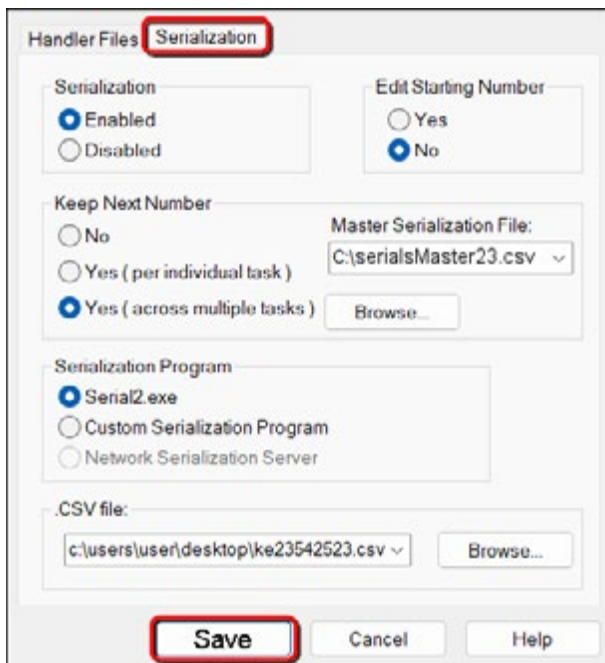 Handler Files Serialization
Serialization
Enabled
Disabled
Edit Starting Number
Yes
No
Keep Next Number
No
Yes ( per individual task )
Yes ( across multiple tasks )
Master Serialization File:
C:\serialsMaster23.csv
Browse...
Serialization Program
Serial2.exe
Custom Serialization Program
Network Serialization Server
.CSV file:
c:\users\user\desktop\ke23542523.csv
Browse...
Save Cancel Help